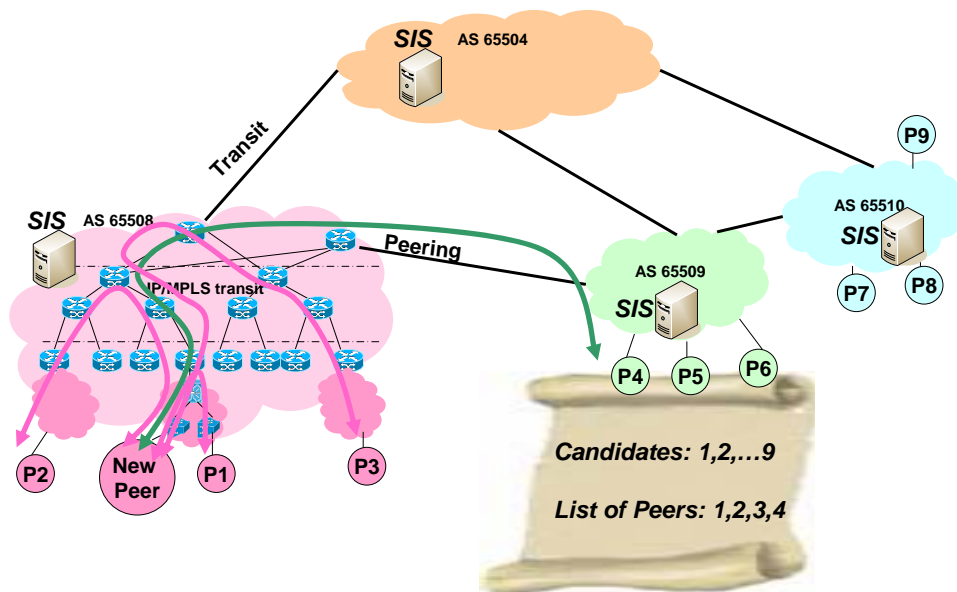 SIS AS 65504
Transit
P9
SIS AS 65508
AS 65510
SIS
Peering
AS 65509
IP/MPLS transit
SIS
P7
P8
P4
P5
P6
P2
New
Peer
P1
P3
Candidates: 1,2,...9
List of Peers: 1,2,3,4